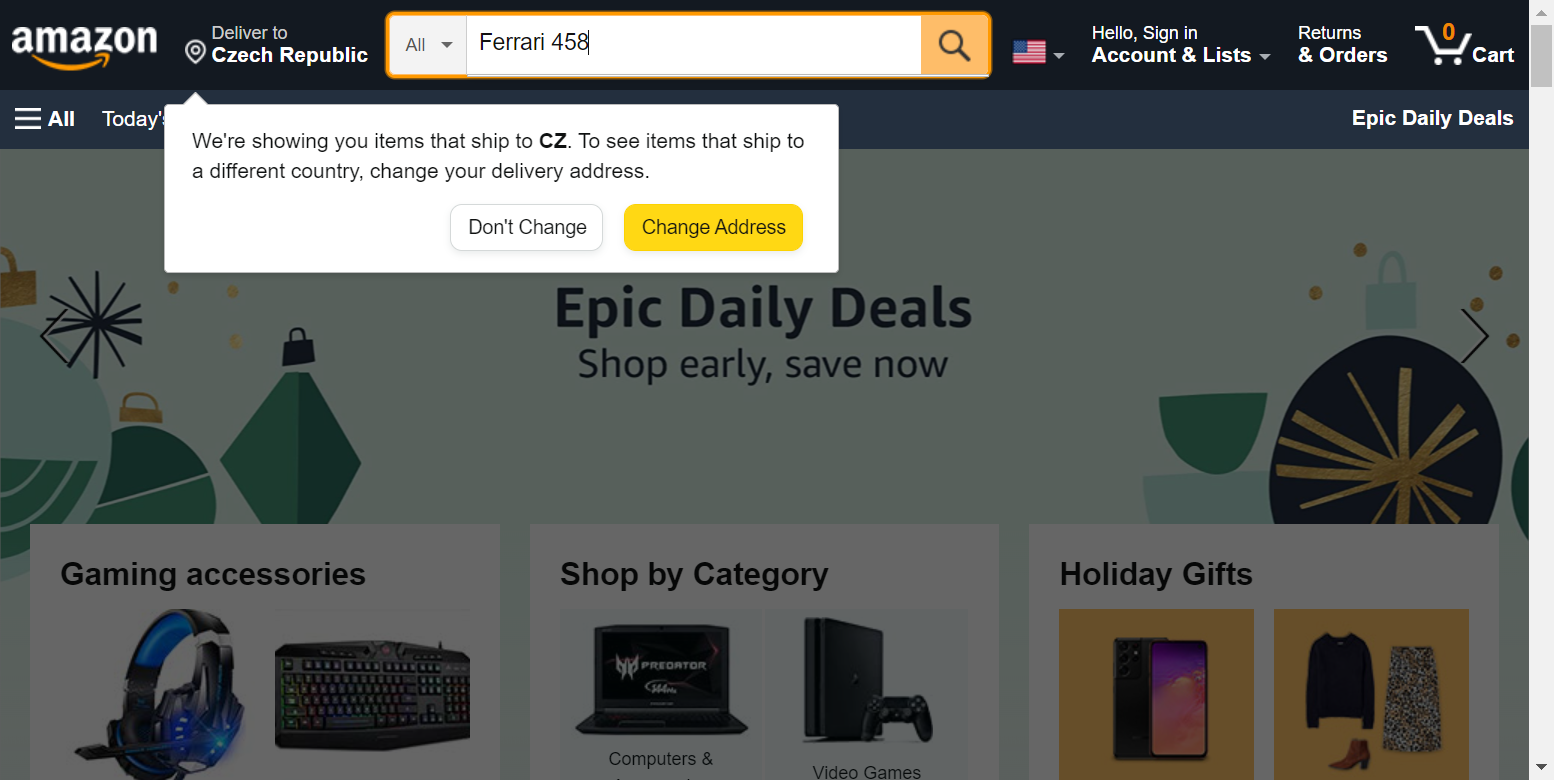 amazon
Deliver to
Czech Republic
All
Ferrari 458
Hello, Sign in
Account & Lists
Returns
& Orders
0
Cart
All
Today's
Epic Daily Deals
We're showing you items that ship to CZ. To see items that ship to
a different country, change your delivery address.
Don't Change
Change Address
Epic Daily Deals
Shop early, save now
Gaming accessories
Shop by Category
Holiday Gifts
PREDATOR
Computers &
Video Games